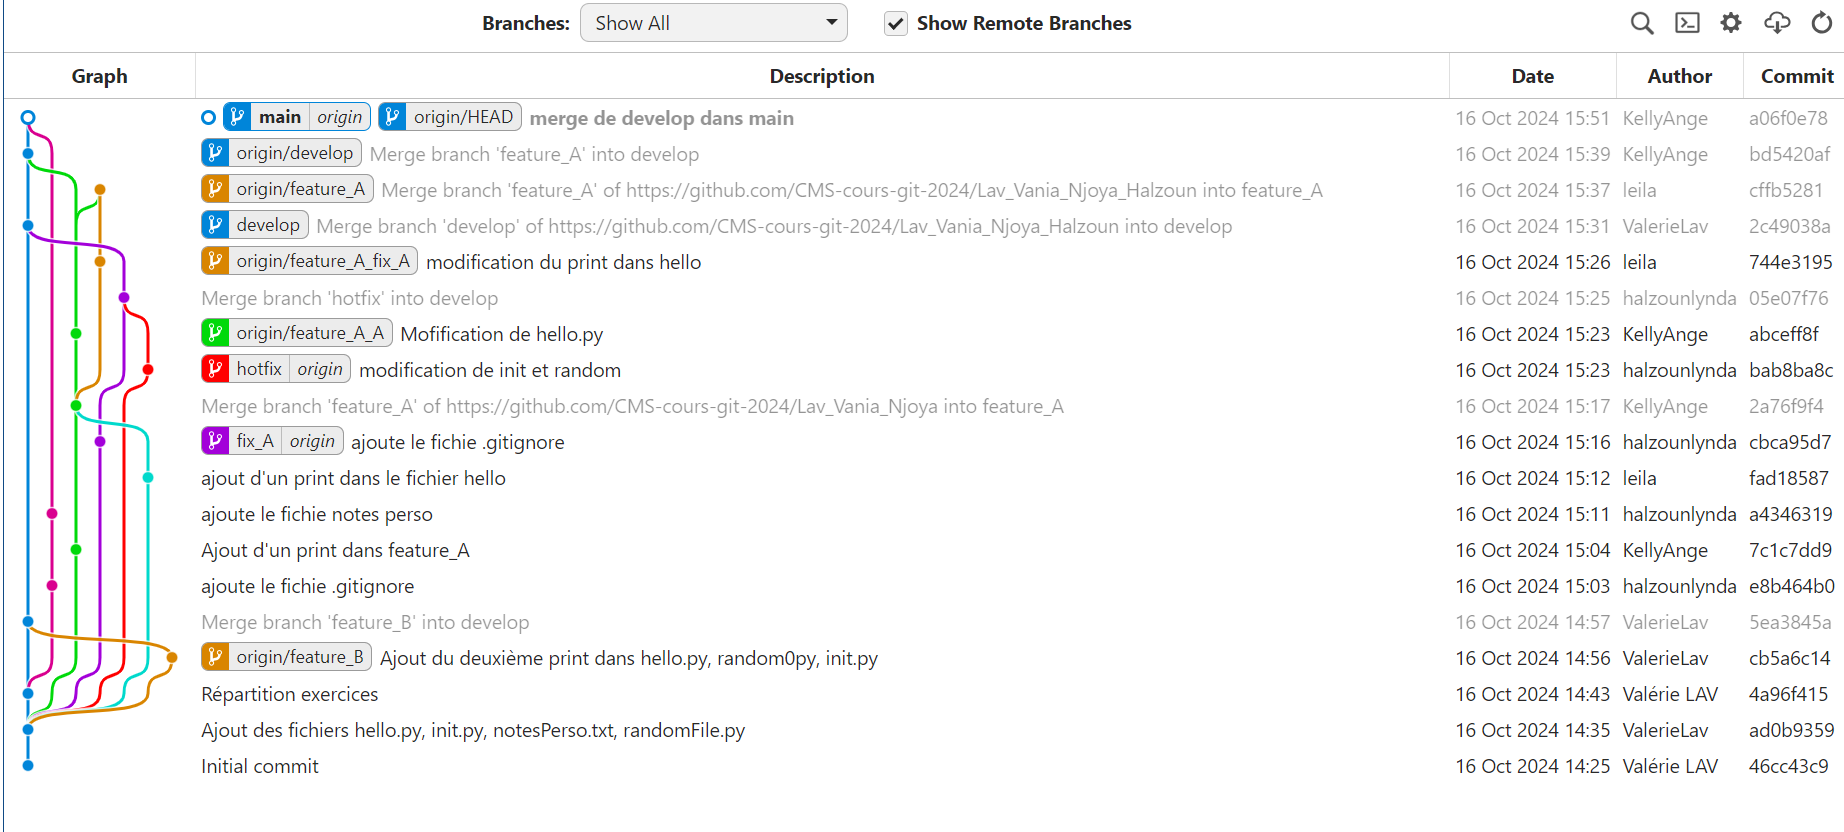 Branches: Show All Show Remote Branches
Graph Description Date Author Commit
main origin origin/HEAD merge de develop dans main 16 Oct 2024 15:51 KellyAnge a06f0e78
origin/develop Merge branch 'feature_A' into develop 16 Oct 2024 15:39 KellyAnge bd5420af
origin/feature_A Merge branch 'feature_A' of https://github.com/CMS-cours-git-2024/Lav_Vania_Njoya_Halzoun into feature_A 16 Oct 2024 15:37 leila cffb5281
develop Merge branch 'develop' of https://github.com/CMS-cours-git-2024/Lav_Vania_Njoya_Halzoun into develop 16 Oct 2024 15:31 ValerieLav 2c49038a
origin/feature_A_fix_A modification du print dans hello 16 Oct 2024 15:26 leila 744e3195
Merge branch 'hotfix' into develop 16 Oct 2024 15:25 halzounlynda 05e07f76
origin/feature_A_A Mofification de hello.py 16 Oct 2024 15:23 KellyAnge abceff8f
hotfix origin modification de init et random 16 Oct 2024 15:23 halzounlynda bab8ba8c
Merge branch 'feature_A' of https://github.com/CMS-cours-git-2024/Lav_Vania_Njoya into feature_A 16 Oct 2024 15:17 KellyAnge 2a76f9f4
fix_A origin ajoute le fichie .gitignore 16 Oct 2024 15:16 halzounlynda cbca95d7
ajout d'un print dans le fichier hello 16 Oct 2024 15:12 leila fad18587
ajoute le fichie notes perso 16 Oct 2024 15:11 halzounlynda a4346319
Ajout d'un print dans feature_A 16 Oct 2024 15:04 KellyAnge 7c1c7dd9
ajoute le fichie .gitignore 16 Oct 2024 15:03 halzounlynda e8b464b0
Merge branch 'feature_B' into develop 16 Oct 2024 14:57 ValerieLav 5ea3845a
origin/feature_B Ajout du deuxième print dans hello.py, random0py, init.py 16 Oct 2024 14:56 ValerieLav cb5a6c14
Répartition exercices 16 Oct 2024 14:43 Valérie LAV 4a96f415
Ajout des fichiers hello.py, init.py, notesPerso.txt, randomFile.py 16 Oct 2024 14:35 ValerieLav ad0b9359
Initial commit 16 Oct 2024 14:25 Valérie LAV 46cc43c9